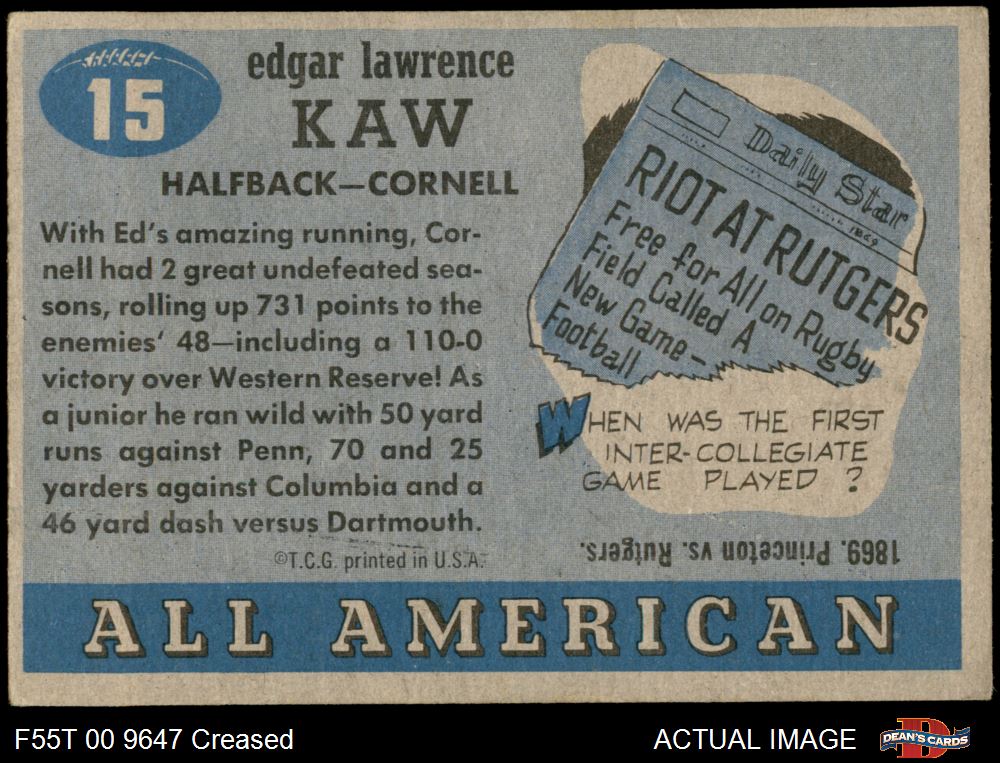 15
edgar lawrence
KAW
HALFBACK—CORNELL
With Ed's amazing running, Cor-
nell had 2 great undefeated sea-
sons, rolling up 731 points to the
enemies' 48—including a 110-0
victory over Western Reserve! As
a junior he ran wild with 50 yard
runs against Penn, 70 and 25
yarders against Columbia and a
46 yard dash versus Dartmouth.
©T.C.G. printed in U.S.A.
Daily Star
1869
RIOT AT RUTGERS
Free for All on Rugby
Field Called A
New Game-
Football
WHEN WAS THE FIRST
INTER-COLLEGIATE
GAME PLAYED ?
1869. Princeton vs. Rutgers.
ALL AMERICAN
F55T 00 9647 Creased
ACTUAL IMAGE
D
DEAN'S CARDS